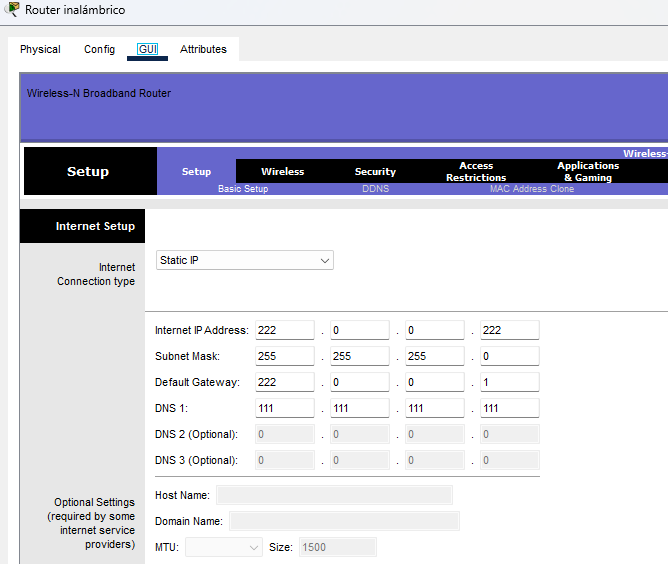 Router inalámbrico
Physical Config GUI Attributes
Wireless-N Broadband Router
Wireless-
Setup
Setup Wireless Security Access Restrictions Applications & Gaming
Basic Setup DDNS MAC Address Clone
Internet Setup
Internet
Connection type
Static IP
Internet IP Address: 222 . 0 . 0 . 222
Subnet Mask: 255 . 255 . 255 . 0
Default Gateway: 222 . 0 . 0 . 1
DNS 1: 111 . 111 . 111 . 111
DNS 2 (Optional): 0 . 0 . 0 . 0
DNS 3 (Optional): 0 . 0 . 0 . 0
Optional Settings
(required by some
internet service
providers)
Host Name:
Domain Name:
MTU: Size: 1500